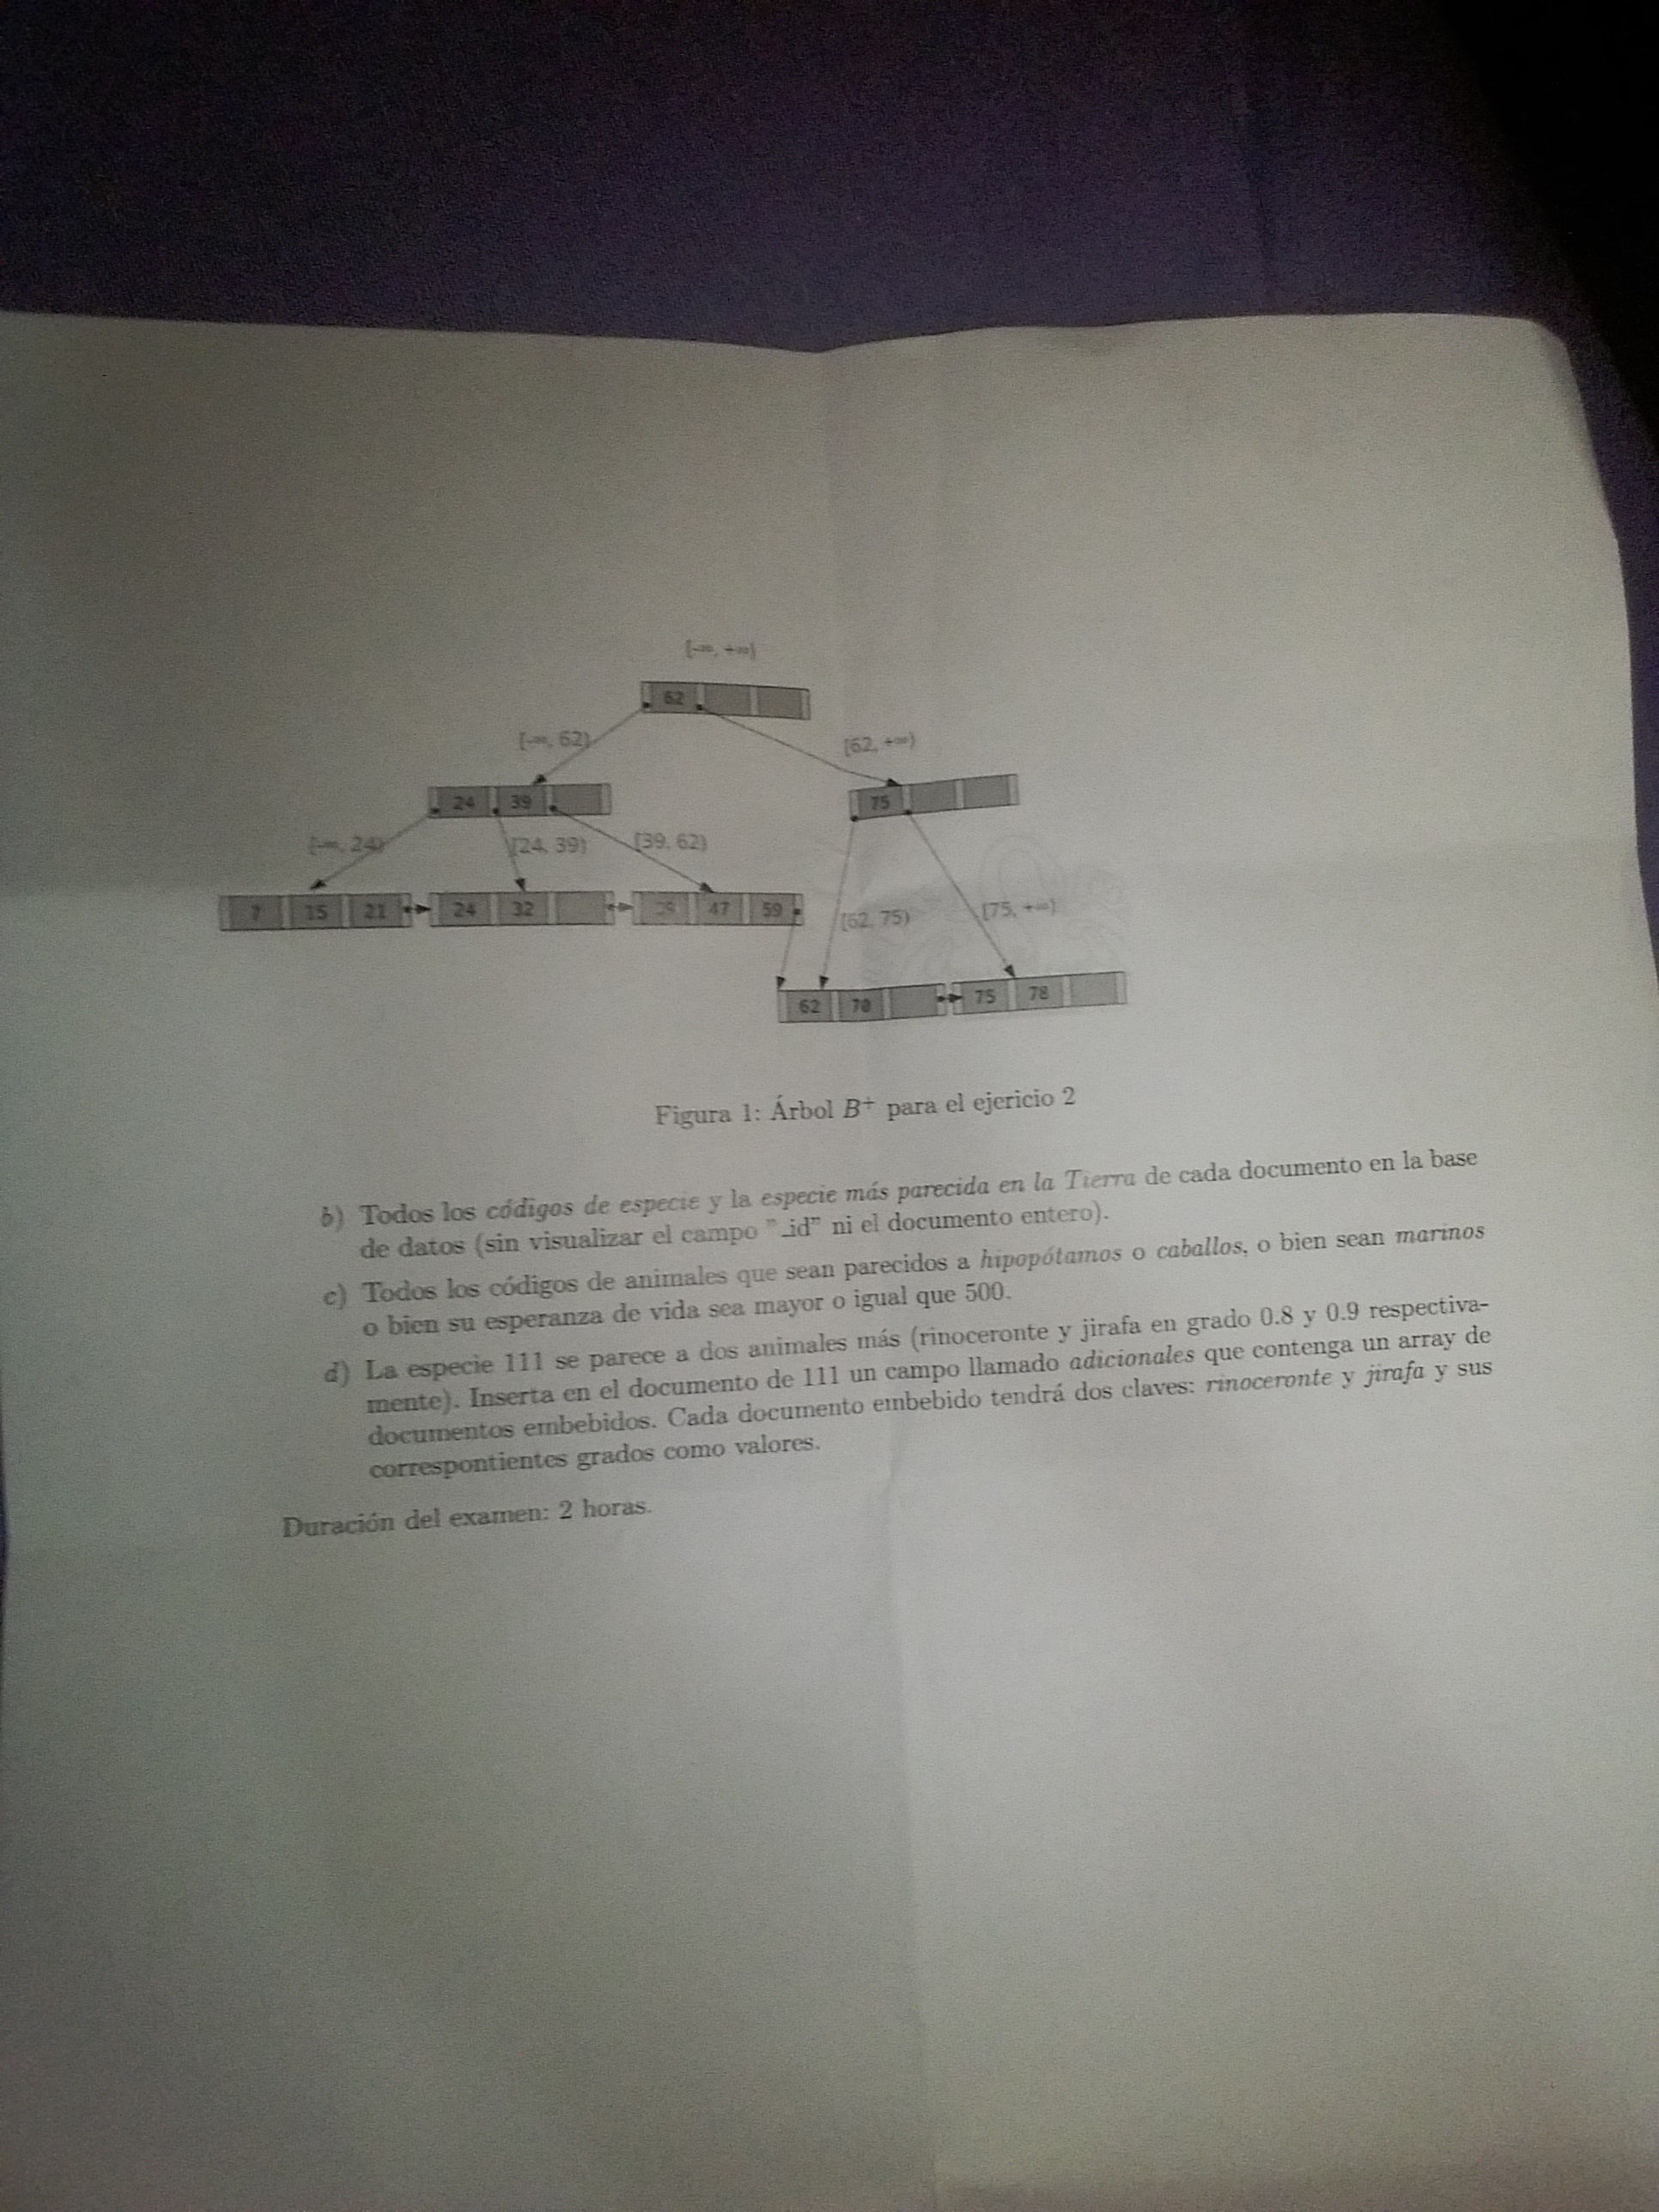 [-∞, +∞)
62
[-∞, 62)
[62, +∞)
24 39
75
[-∞, 24)
[24, 39)
[39, 62)
7 15 21
24 32
39 47 59
[62, 75)
[75, +∞)
62 70
75 78
Figura 1: Árbol B+ para el ejericio 2
b) Todos los códigos de especie y la especie más parecida en la Tierra de cada documento en la base
de datos (sin visualizar el campo "_id" ni el documento entero).
c) Todos los códigos de animales que sean parecidos a hipopótamos o caballos, o bien sean marinos
o bien su esperanza de vida sea mayor o igual que 500.
d) La especie 111 se parece a dos animales más (rinoceronte y jirafa en grado 0.8 y 0.9 respectiva-
mente). Inserta en el documento de 111 un campo llamado adicionales que contenga un array de
documentos embebidos. Cada documento embebido tendrá dos claves: rinoceronte y jirafa y sus
correspontientes grados como valores.
Duración del examen: 2 horas.